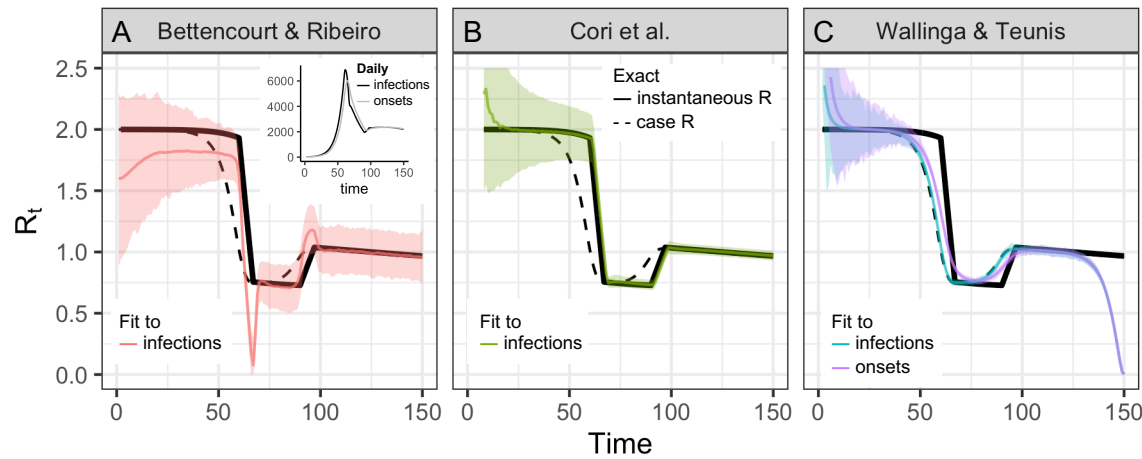 A Bettencourt & Ribeiro
B Cori et al.
C Wallinga & Teunis
R_t
2.5
2.0
1.5
1.0
0.5
0.0
Daily
infections
onsets
6000
4000
2000
0
0 50 100 150
time
Fit to
infections
0 50 100 150
Exact
instantaneous R
case R
Fit to
infections
0 50 100 150
Fit to
infections
onsets
0 50 100 150
Time